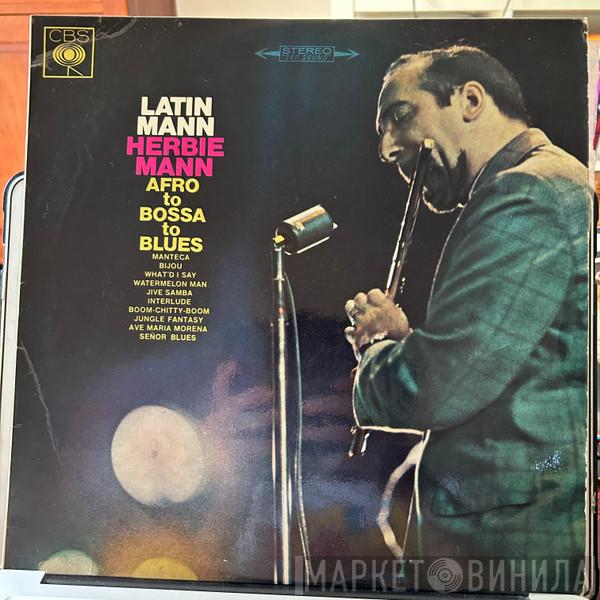 CBS
STEREO
"360 SOUND"
LATIN
MANN
HERBIE
MANN
AFRO
to
BOSSA
to
BLUES
MANTECA
BIJOU
WHAT'D I SAY
WATERMELON MAN
JIVE SAMBA
INTERLUDE
BOOM-CHITTY-BOOM
JUNGLE FANTASY
AVE MARIA MORENA
SEÑOR BLUES
МАРКЕТ ВИНИЛА